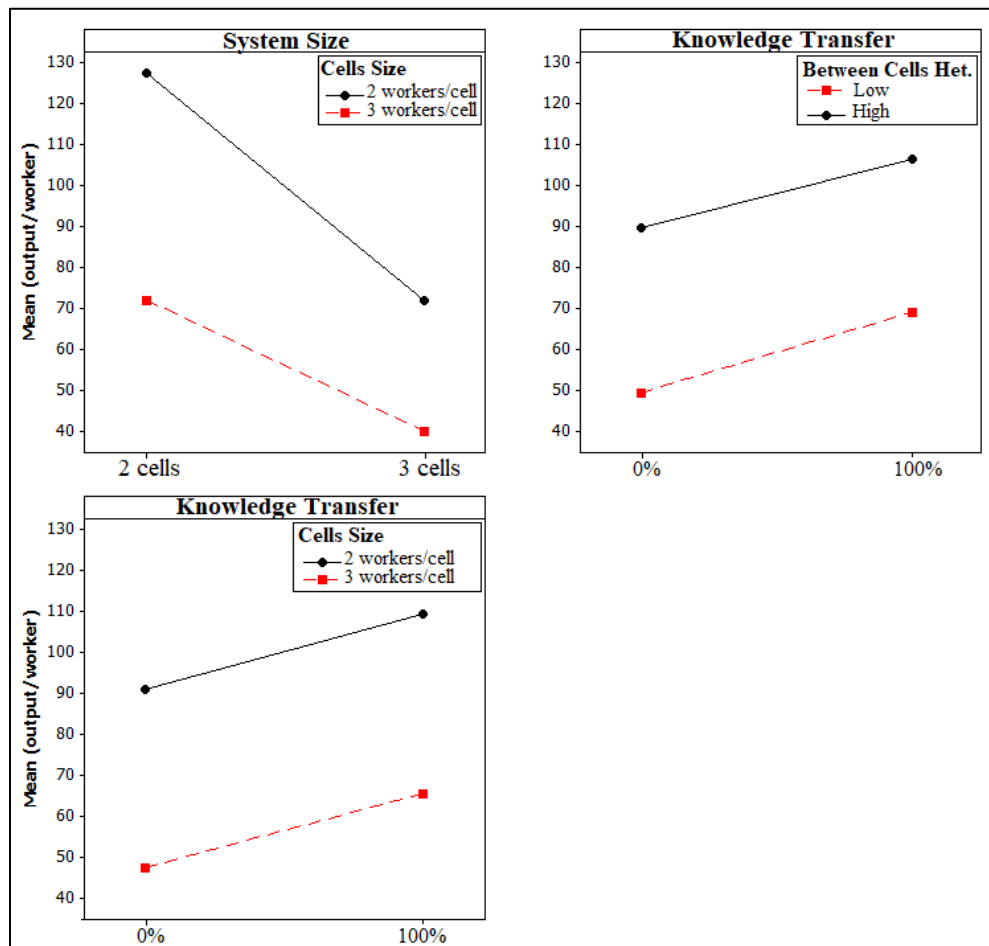 System Size
Cells Size
2 workers/cell
3 workers/cell
Mean (output/worker)
130
120
110
100
90
80
70
60
50
40
2 cells
3 cells
Knowledge Transfer
Between Cells Het.
Low
High
130
120
110
100
90
80
70
60
50
40
0%
100%
Knowledge Transfer
Cells Size
2 workers/cell
3 workers/cell
Mean (output/worker)
130
120
110
100
90
80
70
60
50
40
0%
100%